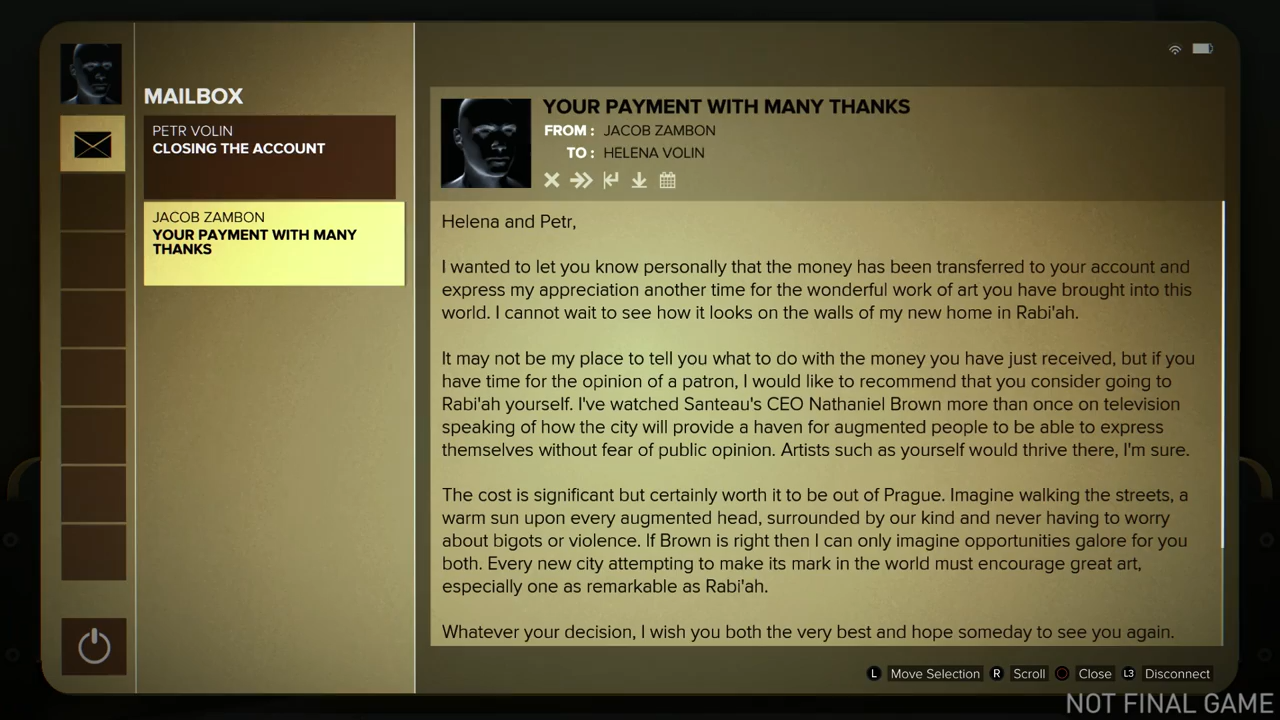 MAILBOX
PETR VOLIN
CLOSING THE ACCOUNT
JACOB ZAMBON
YOUR PAYMENT WITH MANY
THANKS
YOUR PAYMENT WITH MANY THANKS
FROM : JACOB ZAMBON
TO : HELENA VOLIN
Helena and Petr,
I wanted to let you know personally that the money has been transferred to your account and
express my appreciation another time for the wonderful work of art you have brought into this
world. I cannot wait to see how it looks on the walls of my new home in Rabi'ah.
It may not be my place to tell you what to do with the money you have just received, but if you
have time for the opinion of a patron, I would like to recommend that you consider going to
Rabi'ah yourself. I've watched Santeau's CEO Nathaniel Brown more than once on television
speaking of how the city will provide a haven for augmented people to be able to express
themselves without fear of public opinion. Artists such as yourself would thrive there, I'm sure.
The cost is significant but certainly worth it to be out of Prague. Imagine walking the streets, a
warm sun upon every augmented head, surrounded by our kind and never having to worry
about bigots or violence. If Brown is right then I can only imagine opportunities galore for you
both. Every new city attempting to make its mark in the world must encourage great art,
especially one as remarkable as Rabi'ah.
Whatever your decision, I wish you both the very best and hope someday to see you again.
L Move Selection R Scroll Close L3 Disconnect
NOT FINAL GAME